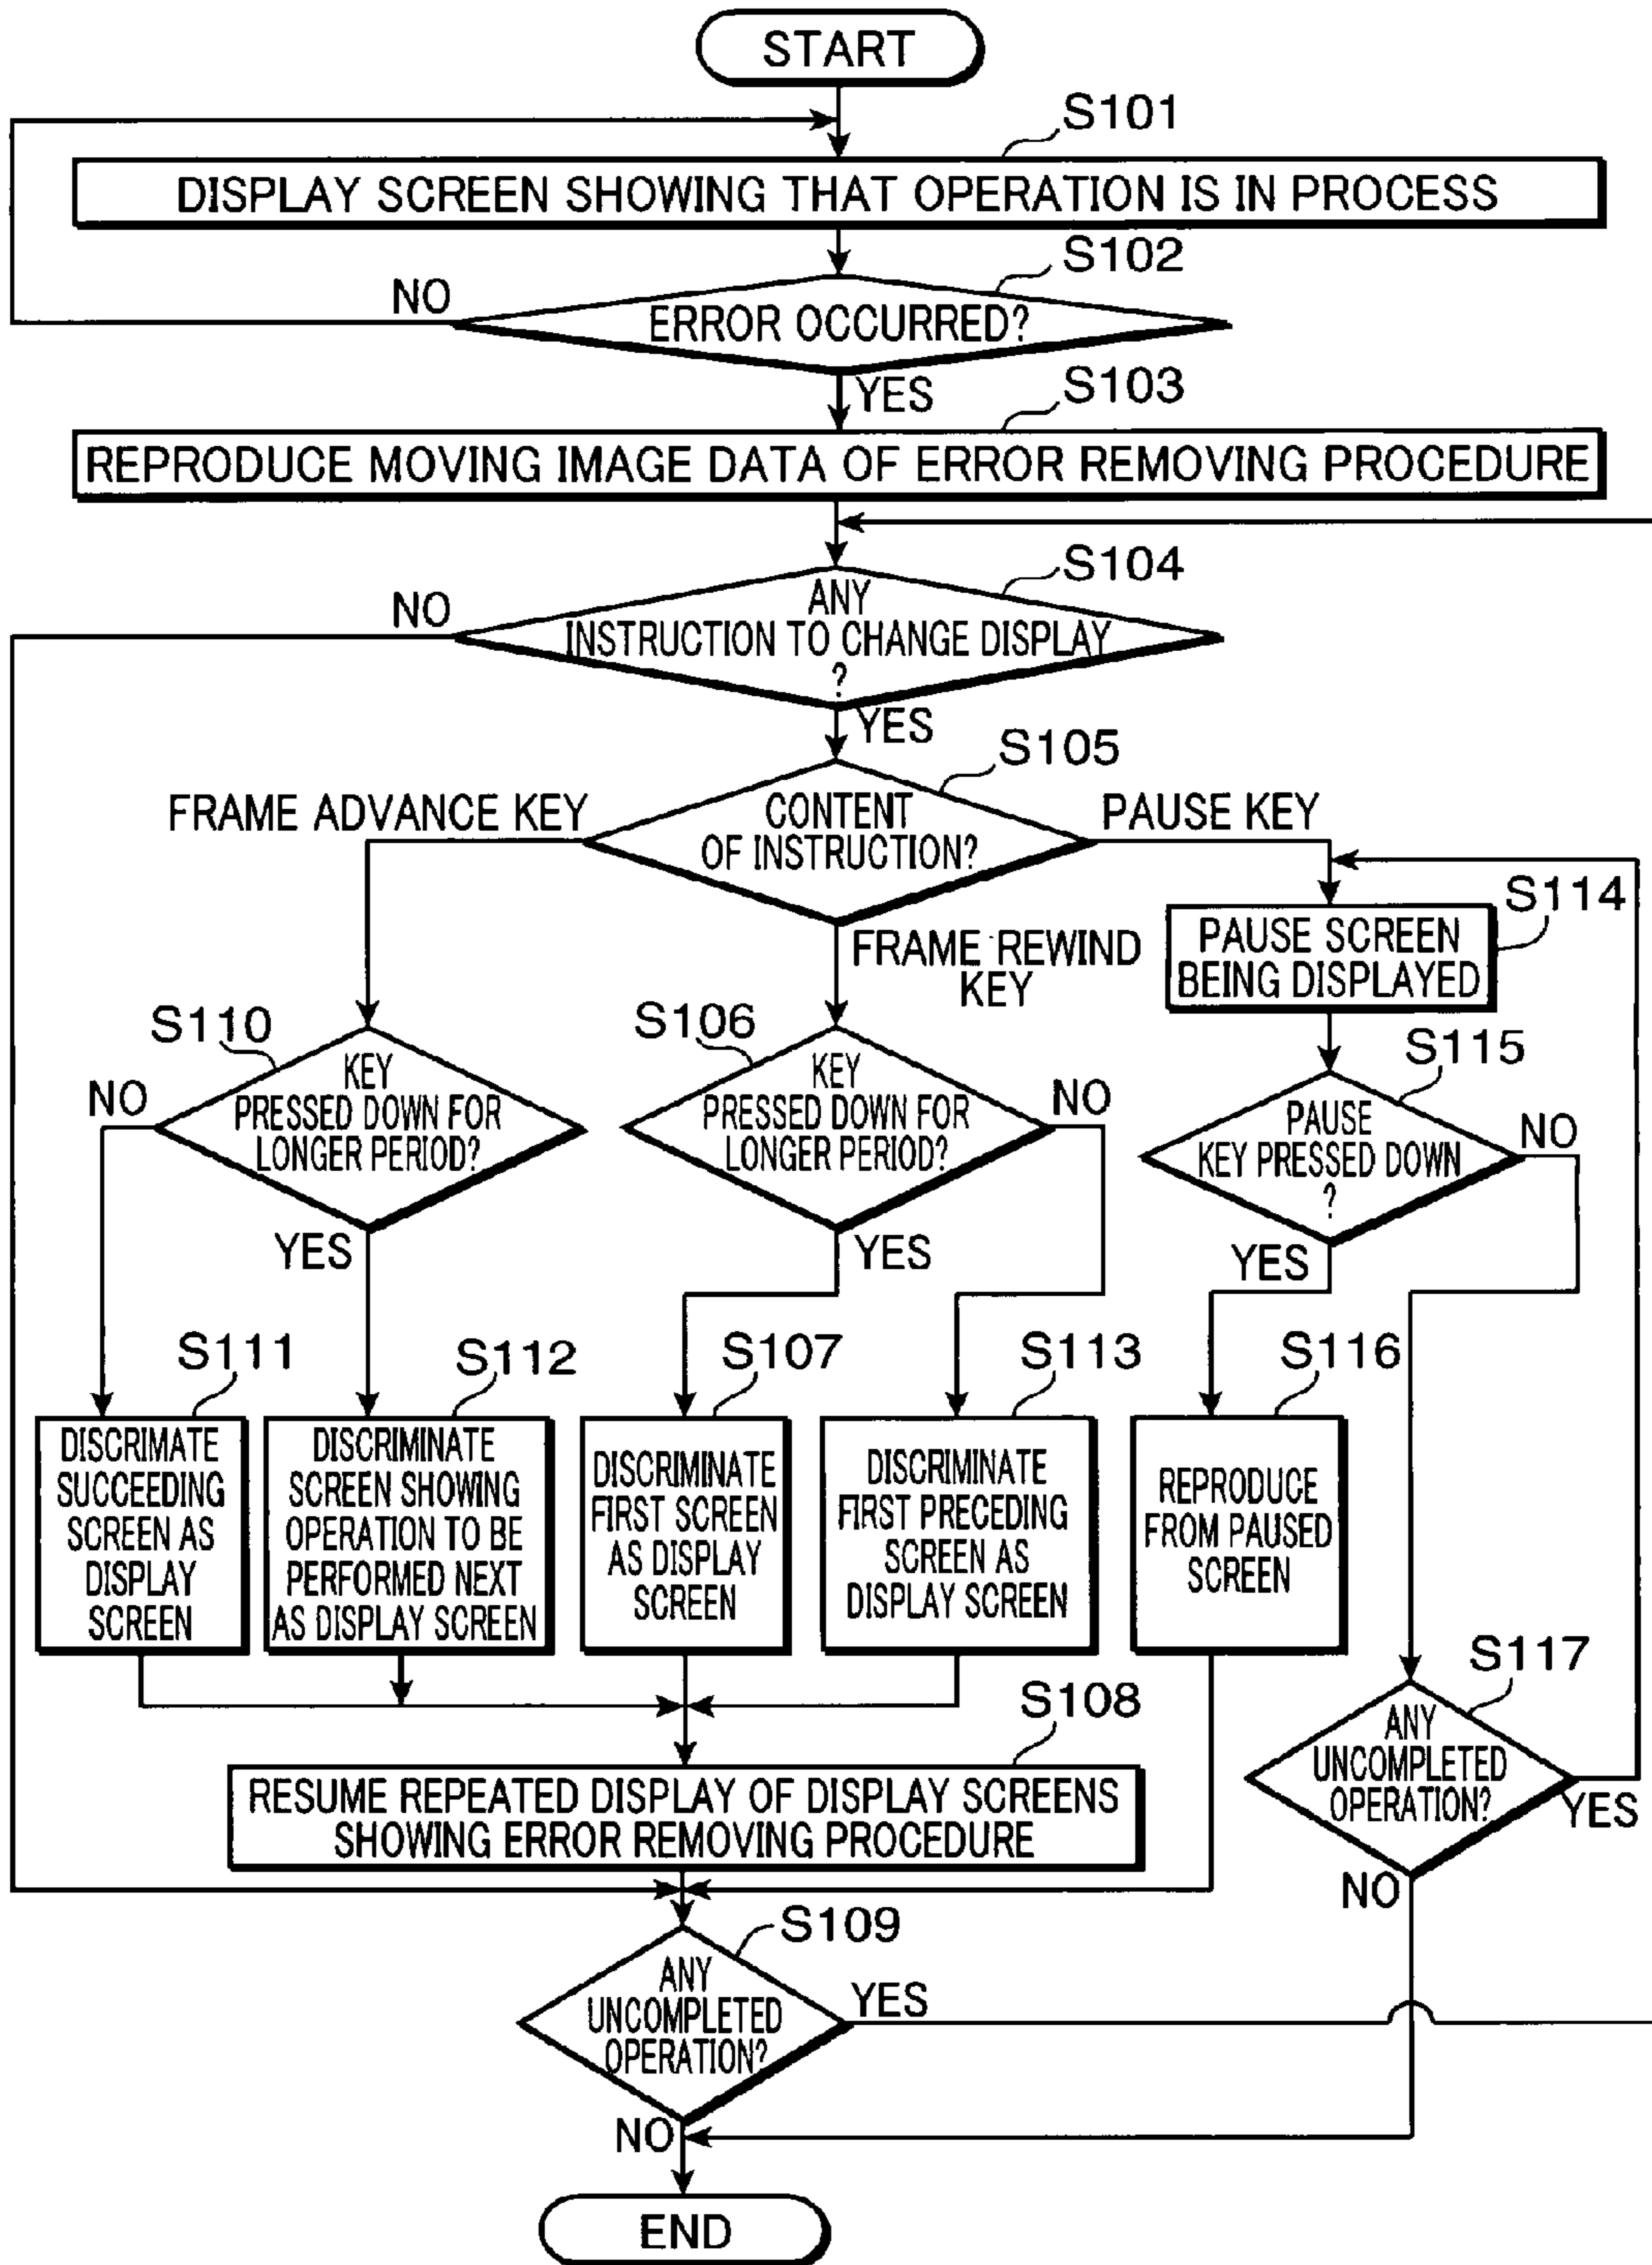 START
S101
DISPLAY SCREEN SHOWING THAT OPERATION IS IN PROCESS
S102
NO
ERROR OCCURRED?
YES
S103
REPRODUCE MOVING IMAGE DATA OF ERROR REMOVING PROCEDURE
S104
NO
ANY
INSTRUCTION TO CHANGE DISPLAY
?
YES
S105
FRAME ADVANCE KEY
CONTENT
OF INSTRUCTION?
PAUSE KEY
FRAME REWIND
KEY
S114
PAUSE SCREEN
BEING DISPLAYED
S110
KEY
PRESSED DOWN FOR
LONGER PERIOD?
NO
YES
S106
KEY
PRESSED DOWN FOR
LONGER PERIOD?
NO
YES
S115
PAUSE
KEY PRESSED DOWN
?
NO
YES
S111
DISCRIMATE
SUCCEEDING
SCREEN AS
DISPLAY
SCREEN
S112
DISCRIMINATE
SCREEN SHOWING
OPERATION TO BE
PERFORMED NEXT
AS DISPLAY SCREEN
S107
DISCRIMINATE
FIRST SCREEN
AS DISPLAY
SCREEN
S113
DISCRIMINATE
FIRST PRECEDING
SCREEN AS
DISPLAY SCREEN
S116
REPRODUCE
FROM PAUSED
SCREEN
S117
ANY
UNCOMPLETED
OPERATION?
YES
NO
S108
RESUME REPEATED DISPLAY OF DISPLAY SCREENS
SHOWING ERROR REMOVING PROCEDURE
S109
ANY
UNCOMPLETED
OPERATION?
YES
NO
END